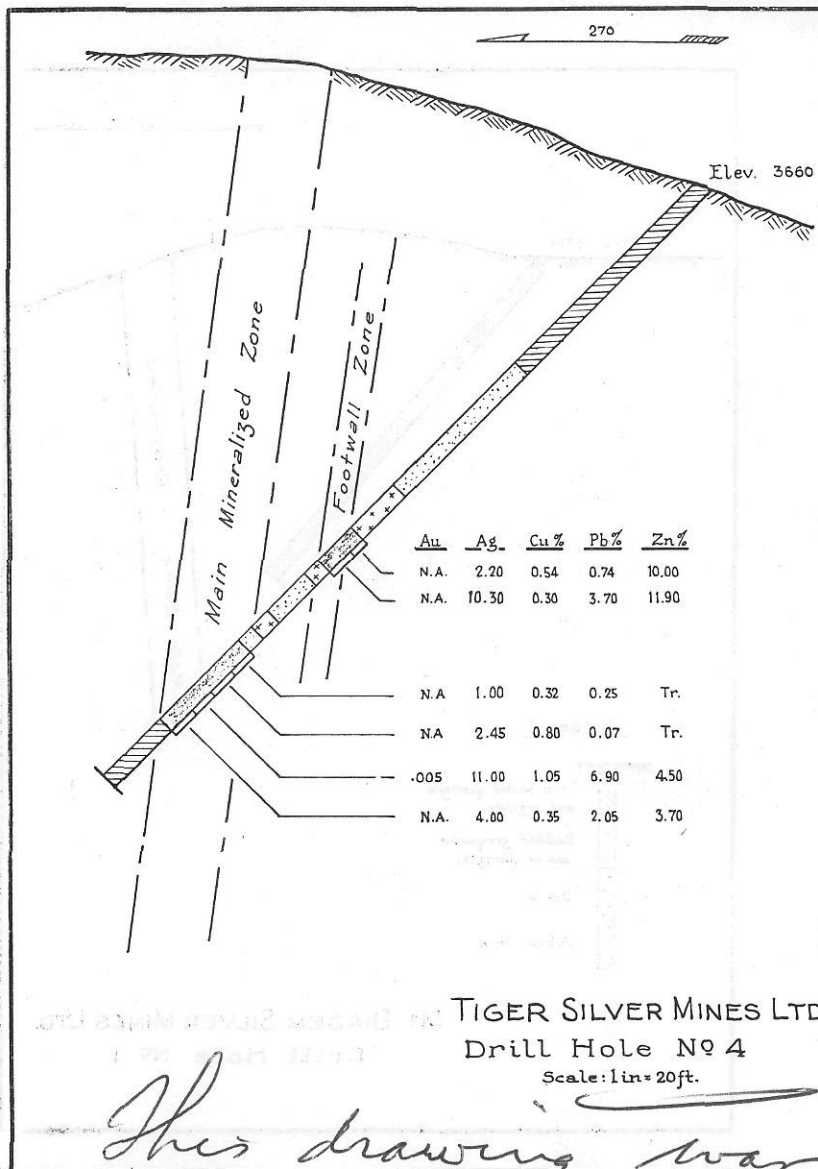 270
Elev. 3660
Main Mineralized Zone
Footwall Zone
Au Ag Cu% Pb% Zn%
N.A. 2.20 0.54 0.74 10.00
N.A. 10.30 0.30 3.70 11.90
N.A 1.00 0.32 0.25 Tr.
N.A 2.45 0.80 0.07 Tr.
.005 11.00 1.05 6.90 4.50
N.A. 4.00 0.35 2.05 3.70
TIGER SILVER MINES LTD
Drill Hole Nº 4
Scale: 1in = 20ft.
This drawing was